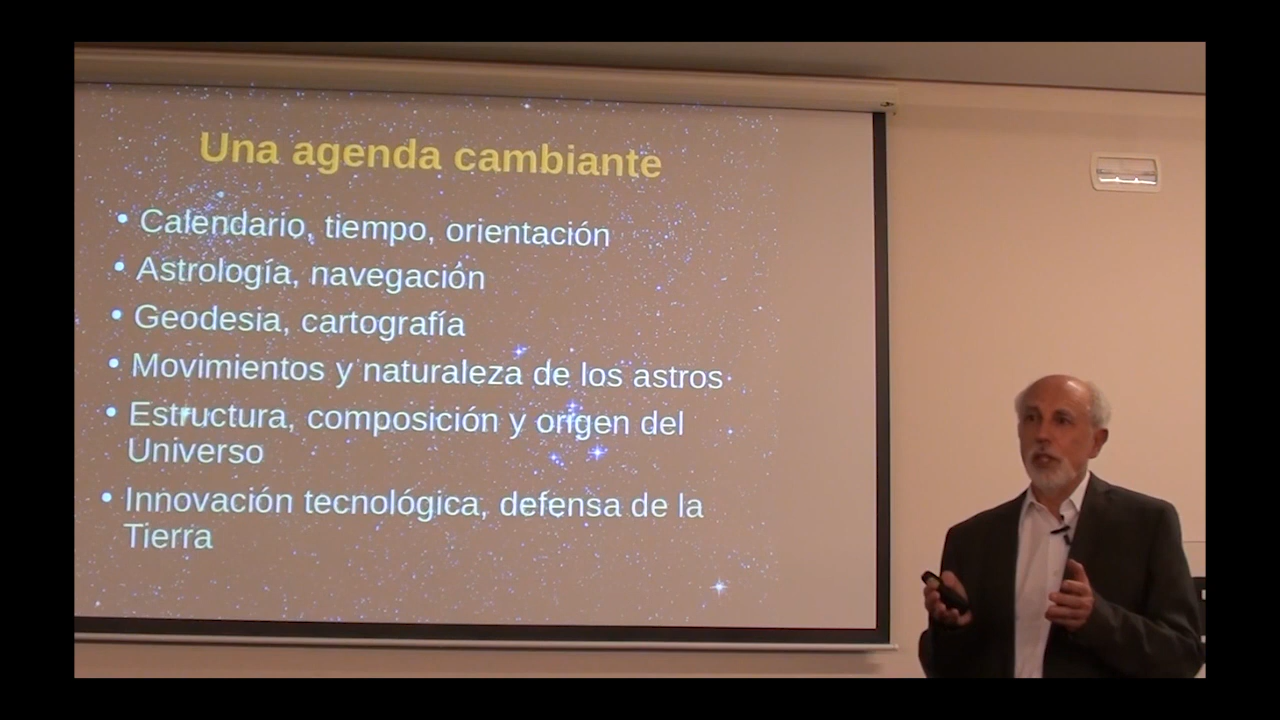 Una agenda cambiante
• Calendario, tiempo, orientación
• Astrología, navegación
• Geodesia, cartografía
• Movimientos y naturaleza de los astros
• Estructura, composición y origen del
Universo
• Innovación tecnológica, defensa de la
Tierra